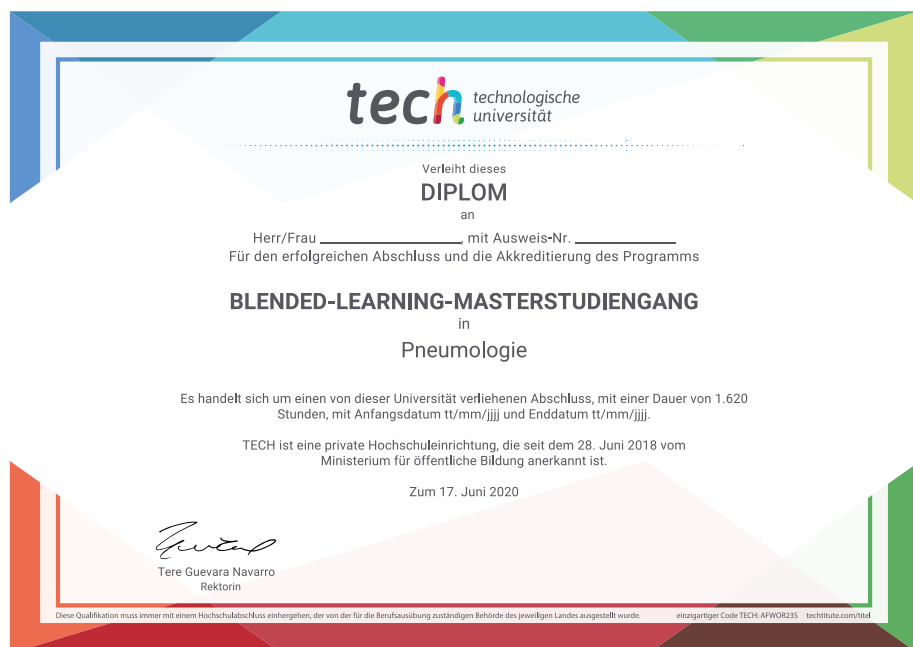 tech technologische
universität
Verleiht dieses
DIPLOM
an
Herr/Frau ____________________, mit Ausweis-Nr. ______________
Für den erfolgreichen Abschluss und die Akkreditierung des Programms
BLENDED-LEARNING-MASTERSTUDIENGANG
in
Pneumologie
Es handelt sich um einen von dieser Universität verliehenen Abschluss, mit einer Dauer von 1.620
Stunden, mit Anfangsdatum tt/mm/jjjj und Enddatum tt/mm/jjjj.
TECH ist eine private Hochschuleinrichtung, die seit dem 28. Juni 2018 vom
Ministerium für öffentliche Bildung anerkannt ist.
Zum 17. Juni 2020
Tere Guevara Navarro
Rektorin
Diese Qualifikation muss immer mit einem Hochschulabschluss einhergehen, der von der für die Berufsausübung zuständigen Behörde des jeweiligen Landes ausgestellt wurde. einzigartiger Code TECH: AFWOR23S techtitute.com/titel